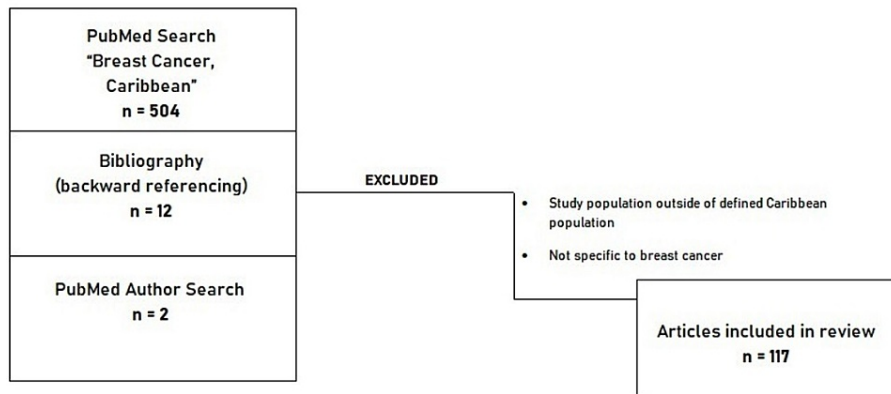 PubMed Search
“Breast Cancer,
Caribbean”
n = 504
Bibliography
(backward referencing)
n = 12
PubMed Author Search
n = 2
EXCLUDED
• Study population outside of defined Caribbean
population
• Not specific to breast cancer
Articles included in review
n = 117